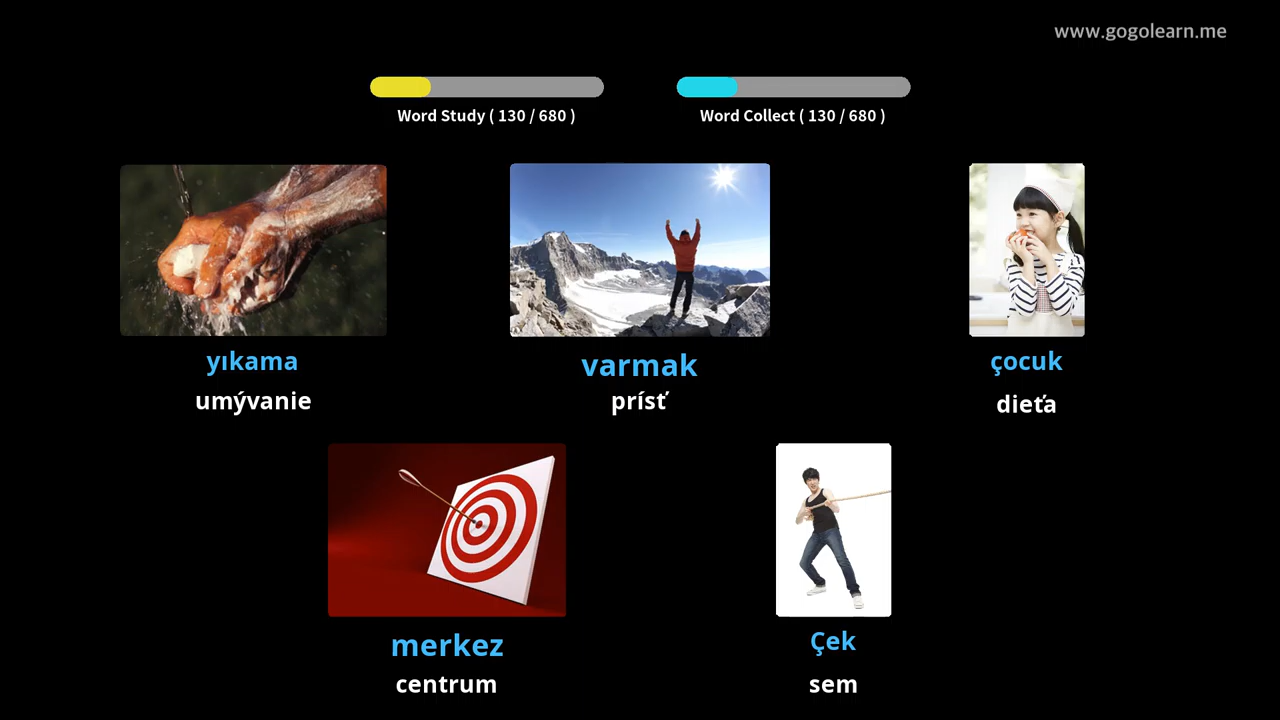 www.gogolearn.me
Word Study ( 130 / 680 )
Word Collect ( 130 / 680 )
yıkama
umývanie
varmak
prísť
çocuk
dieťa
merkez
centrum
Çek
sem